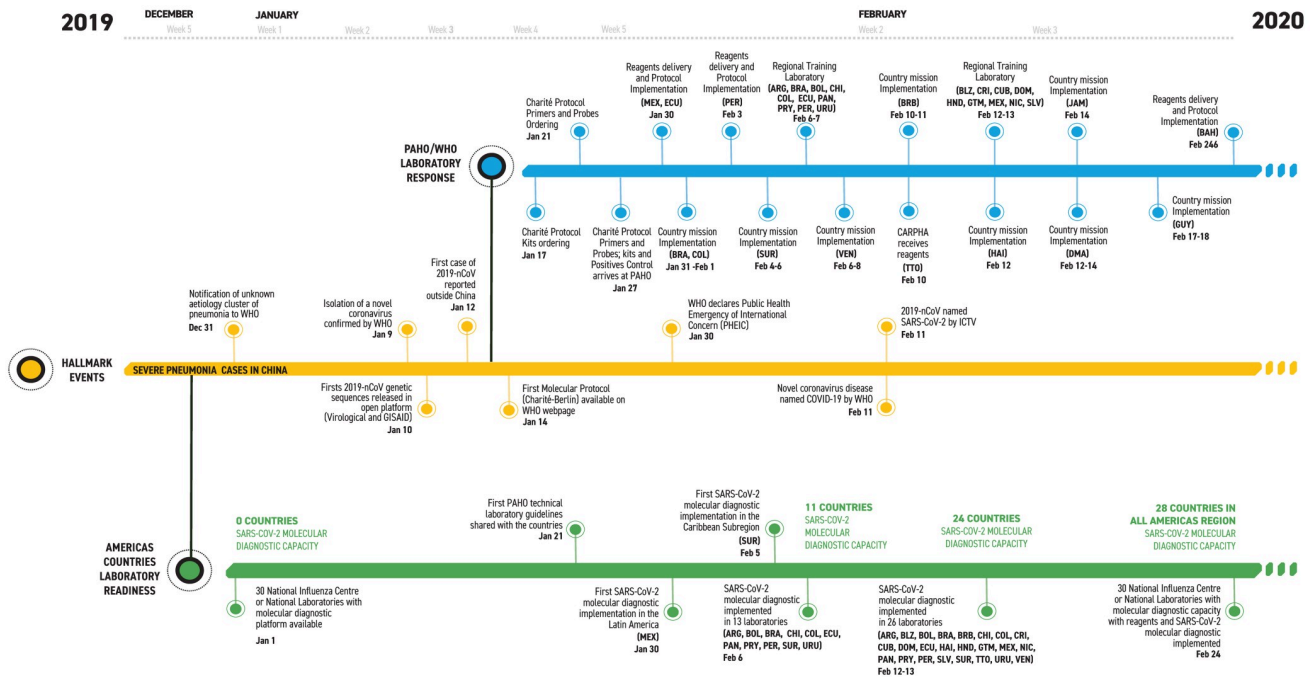 2019
DECEMBER
JANUARY
FEBRUARY
2020
Week 5
Week 1
Week 2
Week 3
Week 4
Week 5
Week 2
Week 3
PAHO/WHO
LABORATORY
RESPONSE
Charité Protocol
Primers and Probes
Ordering
Jan 21
Reagents delivery
and Protocol
Implementation
(MEX, ECU)
Jan 30
Reagents
delivery and
Protocol
Implementation
(PER)
Feb 3
Regional Training
Laboratory
(ARG, BRA, BOL, CHI,
COL, ECU, PAN,
PRY, PER, URU)
Feb 6-7
Country mission
Implementation
(BRB)
Feb 10-11
Regional Training
Laboratory
(BLZ, CRI, CUB, DOM,
HND, GTM, MEX, NIC, SLV)
Feb 12-13
Country mission
Implementation
(JAM)
Feb 14
Reagents delivery
and Protocol
Implementation
(BAH)
Feb 246
Charité Protocol
Kits ordering
Jan 17
Charité Protocol
Primers and
Probes; kits and
Positives Control
arrives at PAHO
Jan 27
Country mission
Implementation
(BRA, COL)
Jan 31 -Feb 1
Country mission
Implementation
(SUR)
Feb 4-6
Country mission
Implementation
(VEN)
Feb 6-8
CARPHA
receives
reagents
(TTO)
Feb 10
Country mission
Implementation
(HAI)
Feb 12
Country mission
Implementation
(DMA)
Feb 12-14
Country mission
Implementation
(GUY)
Feb 17-18
HALLMARK
EVENTS
SEVERE PNEUMONIA CASES IN CHINA
Notification of unknown
aetiology cluster of
pneumonia to WHO
Dec 31
Isolation of a novel
coronavirus
confirmed by WHO
Jan 9
First case of
2019-nCoV
reported
outside China
Jan 12
WHO declares Public Health
Emergency of International
Concern (PHEIC)
Jan 30
2019-nCoV named
SARS-CoV-2 by ICTV
Feb 11
Firsts 2019-nCoV genetic
sequences released in
open platform
(Virological and GISAID)
Jan 10
First Molecular Protocol
(Charité-Berlin) available on
WHO webpage
Jan 14
Novel coronavirus disease
named COVID-19 by WHO
Feb 11
AMERICAS
COUNTRIES
LABORATORY
READINESS
0 COUNTRIES
SARS-COV-2 MOLECULAR
DIAGNOSTIC CAPACITY
First PAHO technical
laboratory guidelines
shared with the countries
Jan 21
First SARS-CoV-2
molecular diagnostic
implementation in the
Caribbean Subregion
(SUR)
Feb 5
11 COUNTRIES
SARS-COV-2
MOLECULAR
DIAGNOSTIC CAPACITY
24 COUNTRIES
SARS-COV-2 MOLECULAR
DIAGNOSTIC CAPACITY
28 COUNTRIES IN
ALL AMERICAS REGION
SARS-COV-2 MOLECULAR
DIAGNOSTIC CAPACITY
30 National Influenza Centre
or National Laboratories with
molecular diagnostic
platform available
Jan 1
First SARS-CoV-2
molecular diagnostic
implementation in the
Latin America
(MEX)
Jan 30
SARS-CoV-2
molecular diagnostic
implemented
in 13 laboratories
(ARG, BOL, BRA, CHI, COL, ECU,
PAN, PRY, PER, SUR, URU)
Feb 6
SARS-CoV-2
molecular diagnostic
implemented
in 26 laboratories
(ARG, BLZ, BOL, BRA, BRB, CHI, COL, CRI,
CUB, DOM, ECU, HAI, HND, GTM, MEX, NIC,
PAN, PRY, PER, SLV, SUR, TTO, URU, VEN)
Feb 12-13
30 National Influenza Centre
or National Laboratories with
molecular diagnostic capacity
with reagents and SARS-CoV-2
molecular diagnostic
implemented
Feb 24